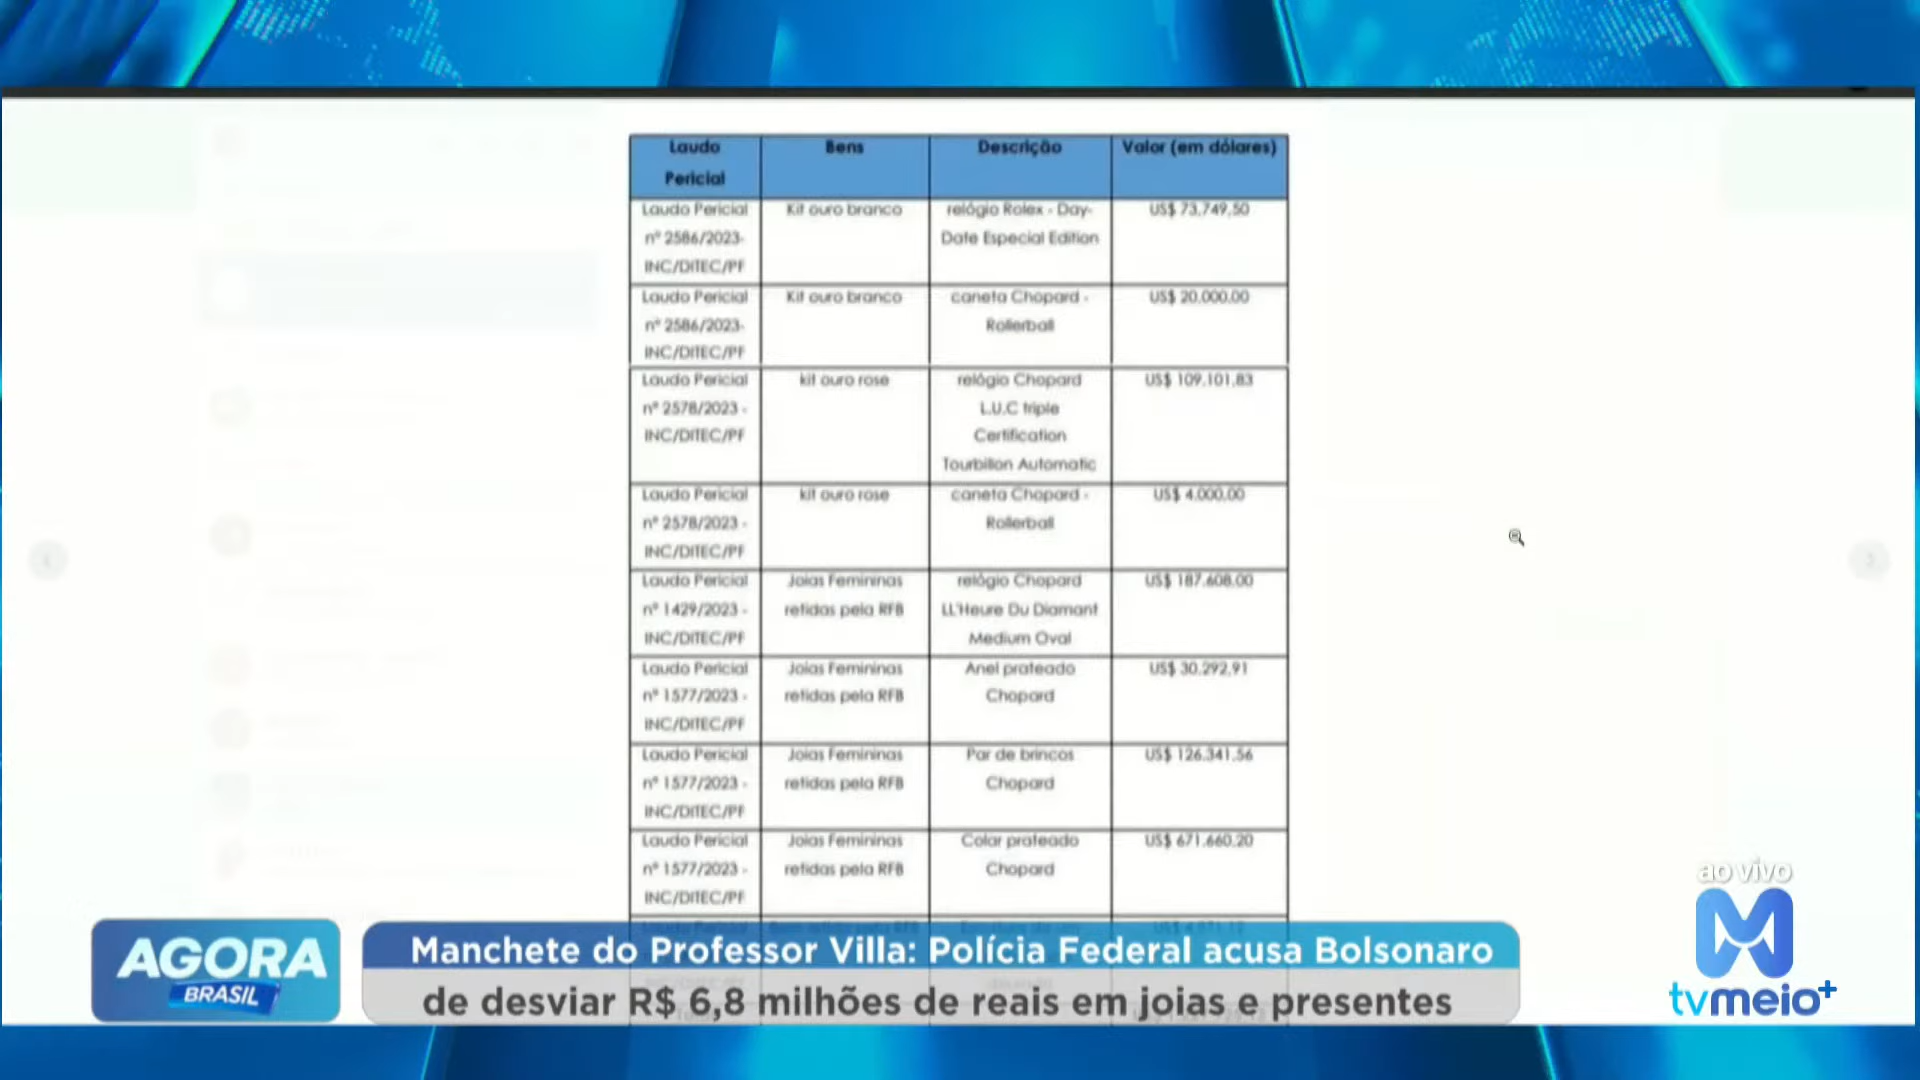 Laudo Bens Descrição Valor (em dólares)
Pericial
Laudo Pericial Kit ouro branco relógio Rolex - Day- US$ 73.749,50
nº 2586/2023- Date Especial Edition
INC/DITEC/PF
Laudo Pericial Kit ouro branco caneta Chopard - US$ 20.000,00
nº 2586/2023- Rollerball
INC/DITEC/PF
Laudo Pericial kit ouro rose relógio Chopard US$ 109.101,83
nº 2578/2023 - L.U.C triple
INC/DITEC/PF Certification
Tourbillon Automatic
Laudo Pericial kit ouro rose caneta Chopard - US$ 4.000,00
nº 2578/2023 - Rollerball
INC/DITEC/PF
Laudo Pericial Joias Femininas relógio Chopard US$ 187.608,00
nº 1429/2023 - retidas pela RFB LL'Heure Du Diamant
INC/DITEC/PF Medium Oval
Laudo Pericial Joias Femininas Anel prateado US$ 30.292,91
nº 1577/2023 - retidas pela RFB Chopard
INC/DITEC/PF
Laudo Pericial Joias Femininas Par de brincos US$ 126.341,56
nº 1577/2023 - retidas pela RFB Chopard
INC/DITEC/PF
Laudo Pericial Joias Femininas Colar prateado US$ 671.660,20
nº 1577/2023 - retidas pela RFB Chopard
INC/DITEC/PF
AGORA
BRASIL
Manchete do Professor Villa: Polícia Federal acusa Bolsonaro
de desviar R$ 6,8 milhões de reais em joias e presentes
ao vivo
tvmeio+